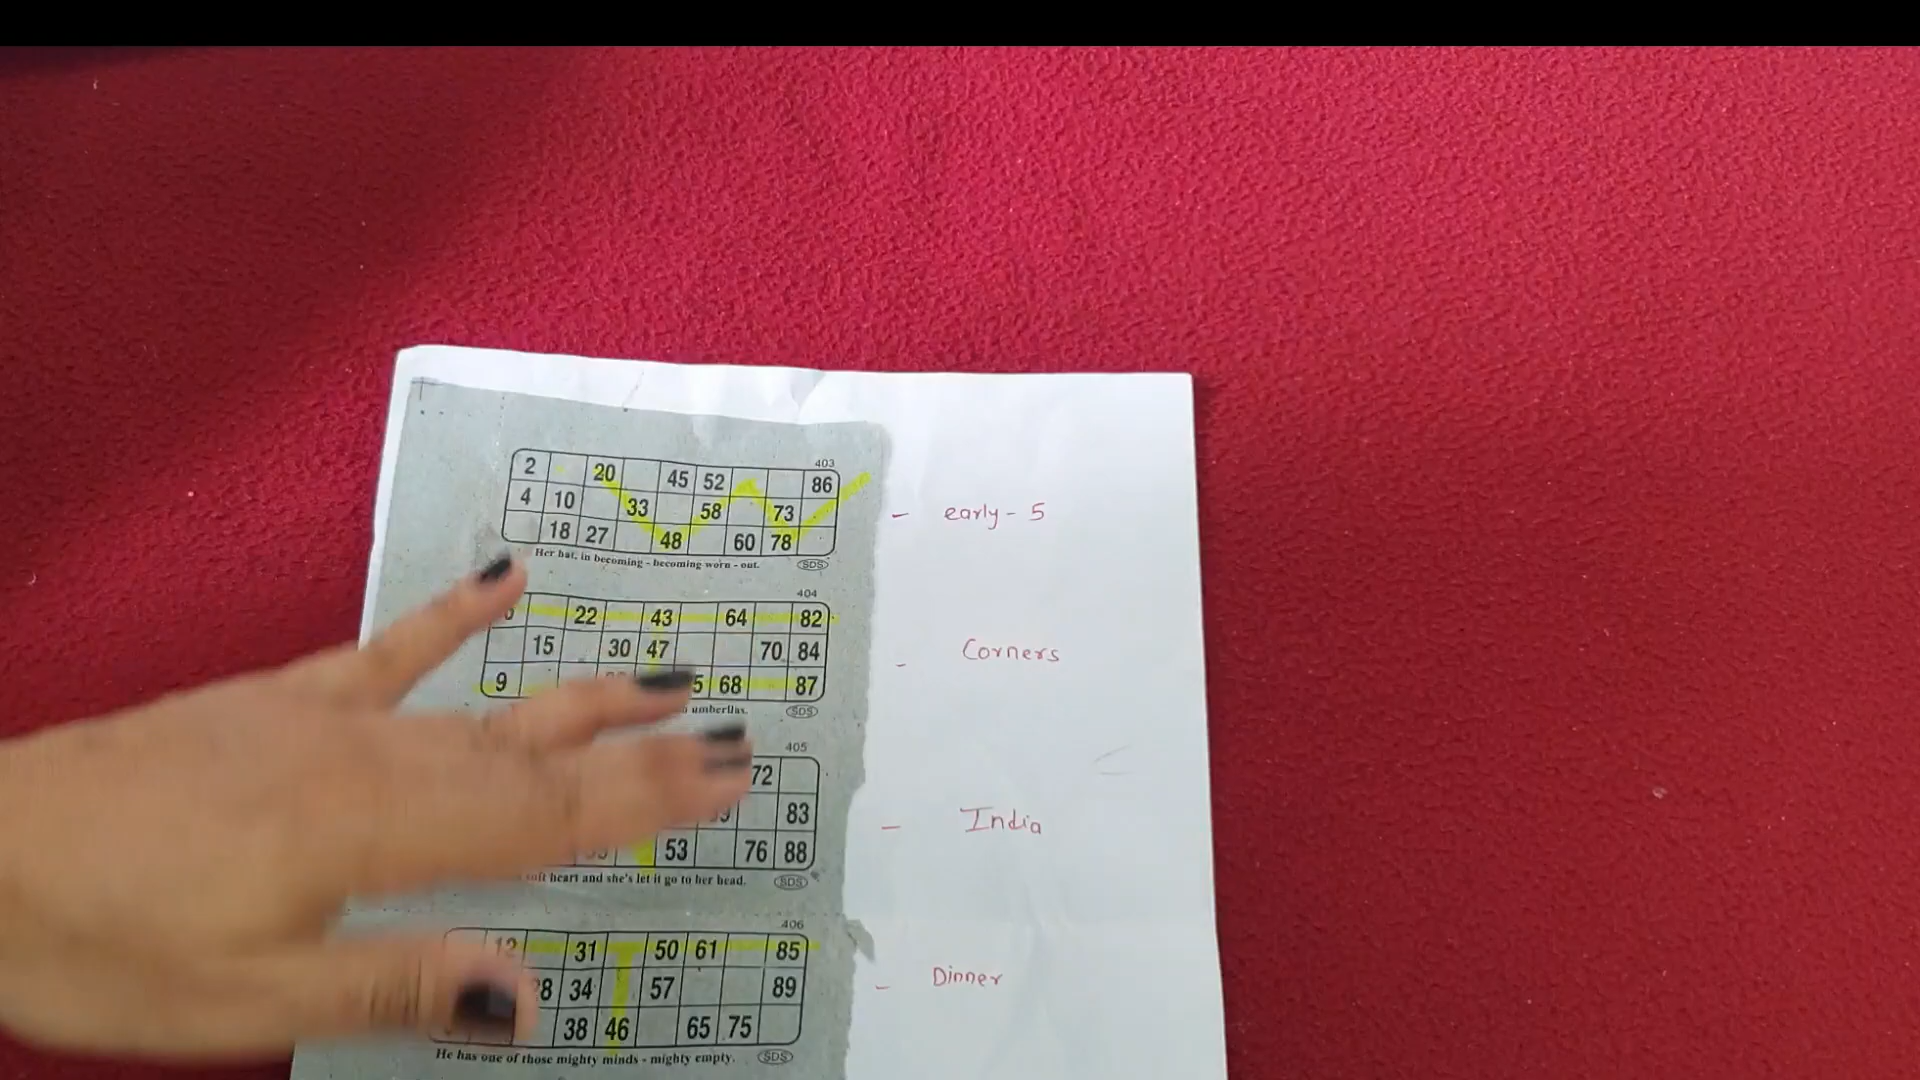 403
2 20 45 52 86
4 10 33 58 73
18 27 48 60 78
Her hat, in becoming - becoming worn - out.
SDS
- early - 5
404
22 43 64 82
15 30 47 70 84
9 68 87
umberllas.
SDS
- Corners
405
72
83
53 76 88
soft heart and she's let it go to her head.
SDS
- India
406
12 31 50 61 85
34 57 89
38 46 65 75
He has one of those mighty minds - mighty empty.
SDS
- Dinner